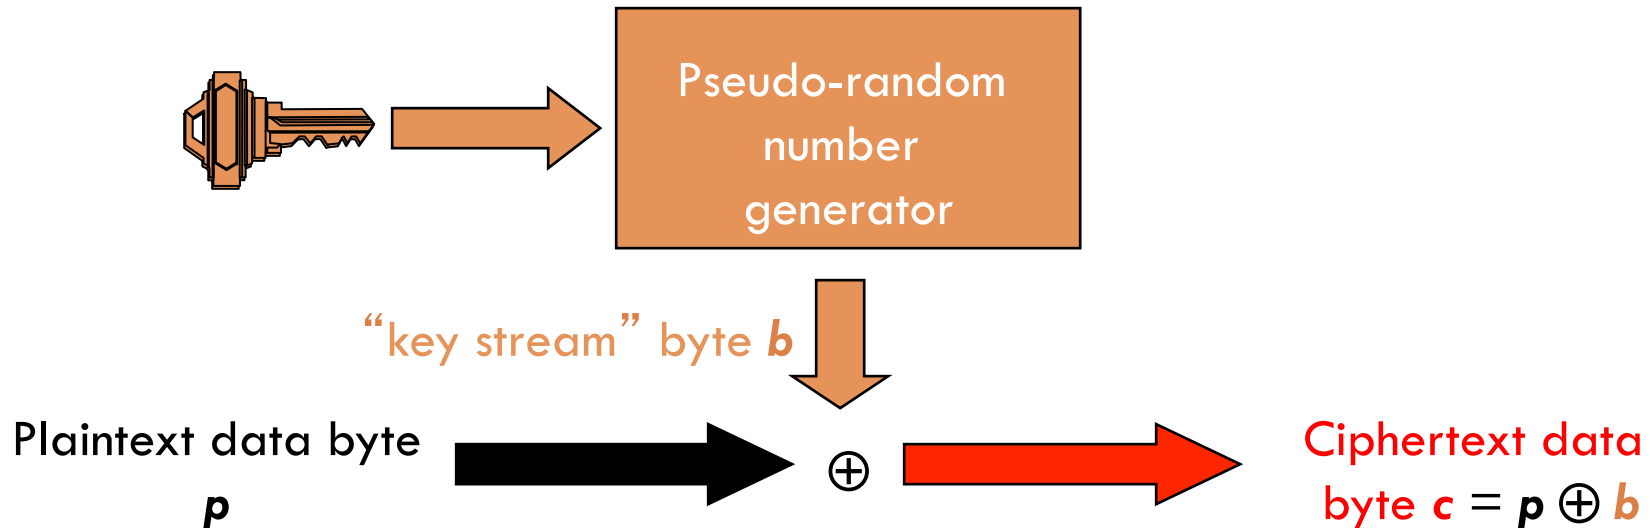 Pseudo-random
number
generator
“key stream” byte b
Plaintext data byte
p
⊕
Ciphertext data
byte c = p ⊕ b